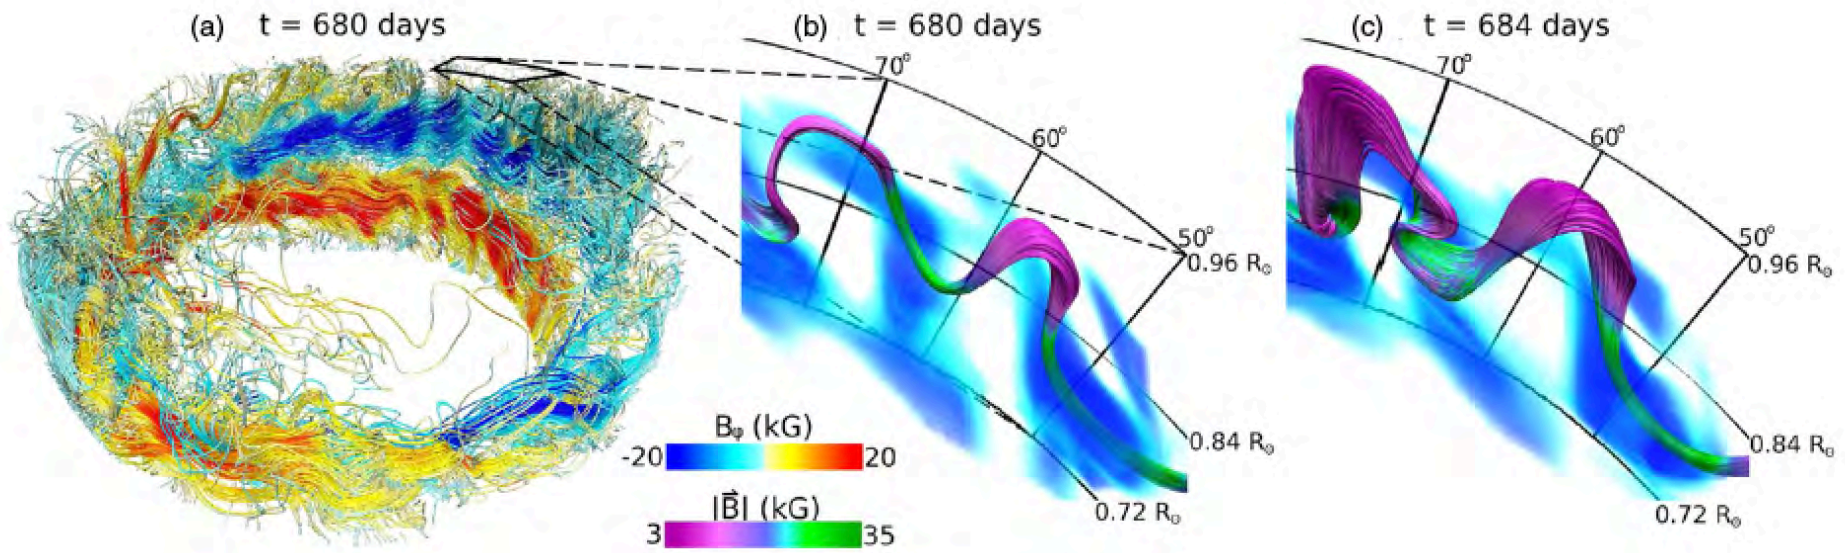 (a) t = 680 days
(b) t = 680 days
(c) t = 684 days
70°
60°
50°
0.96 R⊙
0.84 R⊙
0.72 R⊙
70°
60°
50°
0.96 R⊙
0.84 R⊙
0.72 R⊙
Bφ (kG)
-20 20
|B⃗| (kG)
3 35